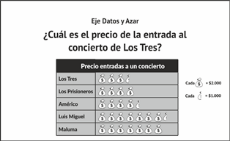 Eje Datos y Azar
¿Cuál es el precio de la entrada al
concierto de Los Tres?
Precio entradas a un concierto
Los Tres
Los Prisioneros
Américo
Luis Miguel
Maluma
Cada = $2.000
Cada = $1.000